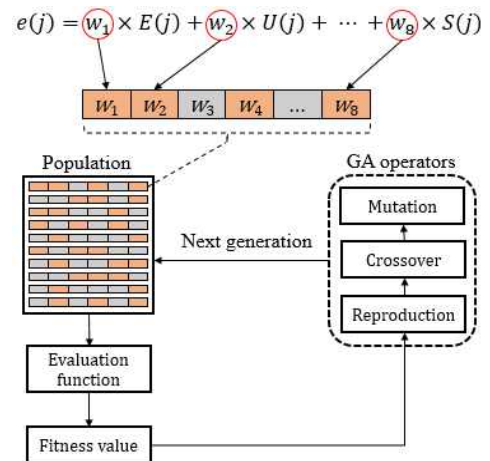 e(j) = w₁ × E(j) + w₂ × U(j) + ⋯ + w₈ × S(j)
W₁ W₂ W₃ W₄ ... W₈
Population
GA operators
Mutation
Next generation
Crossover
Reproduction
Evaluation
function
Fitness value